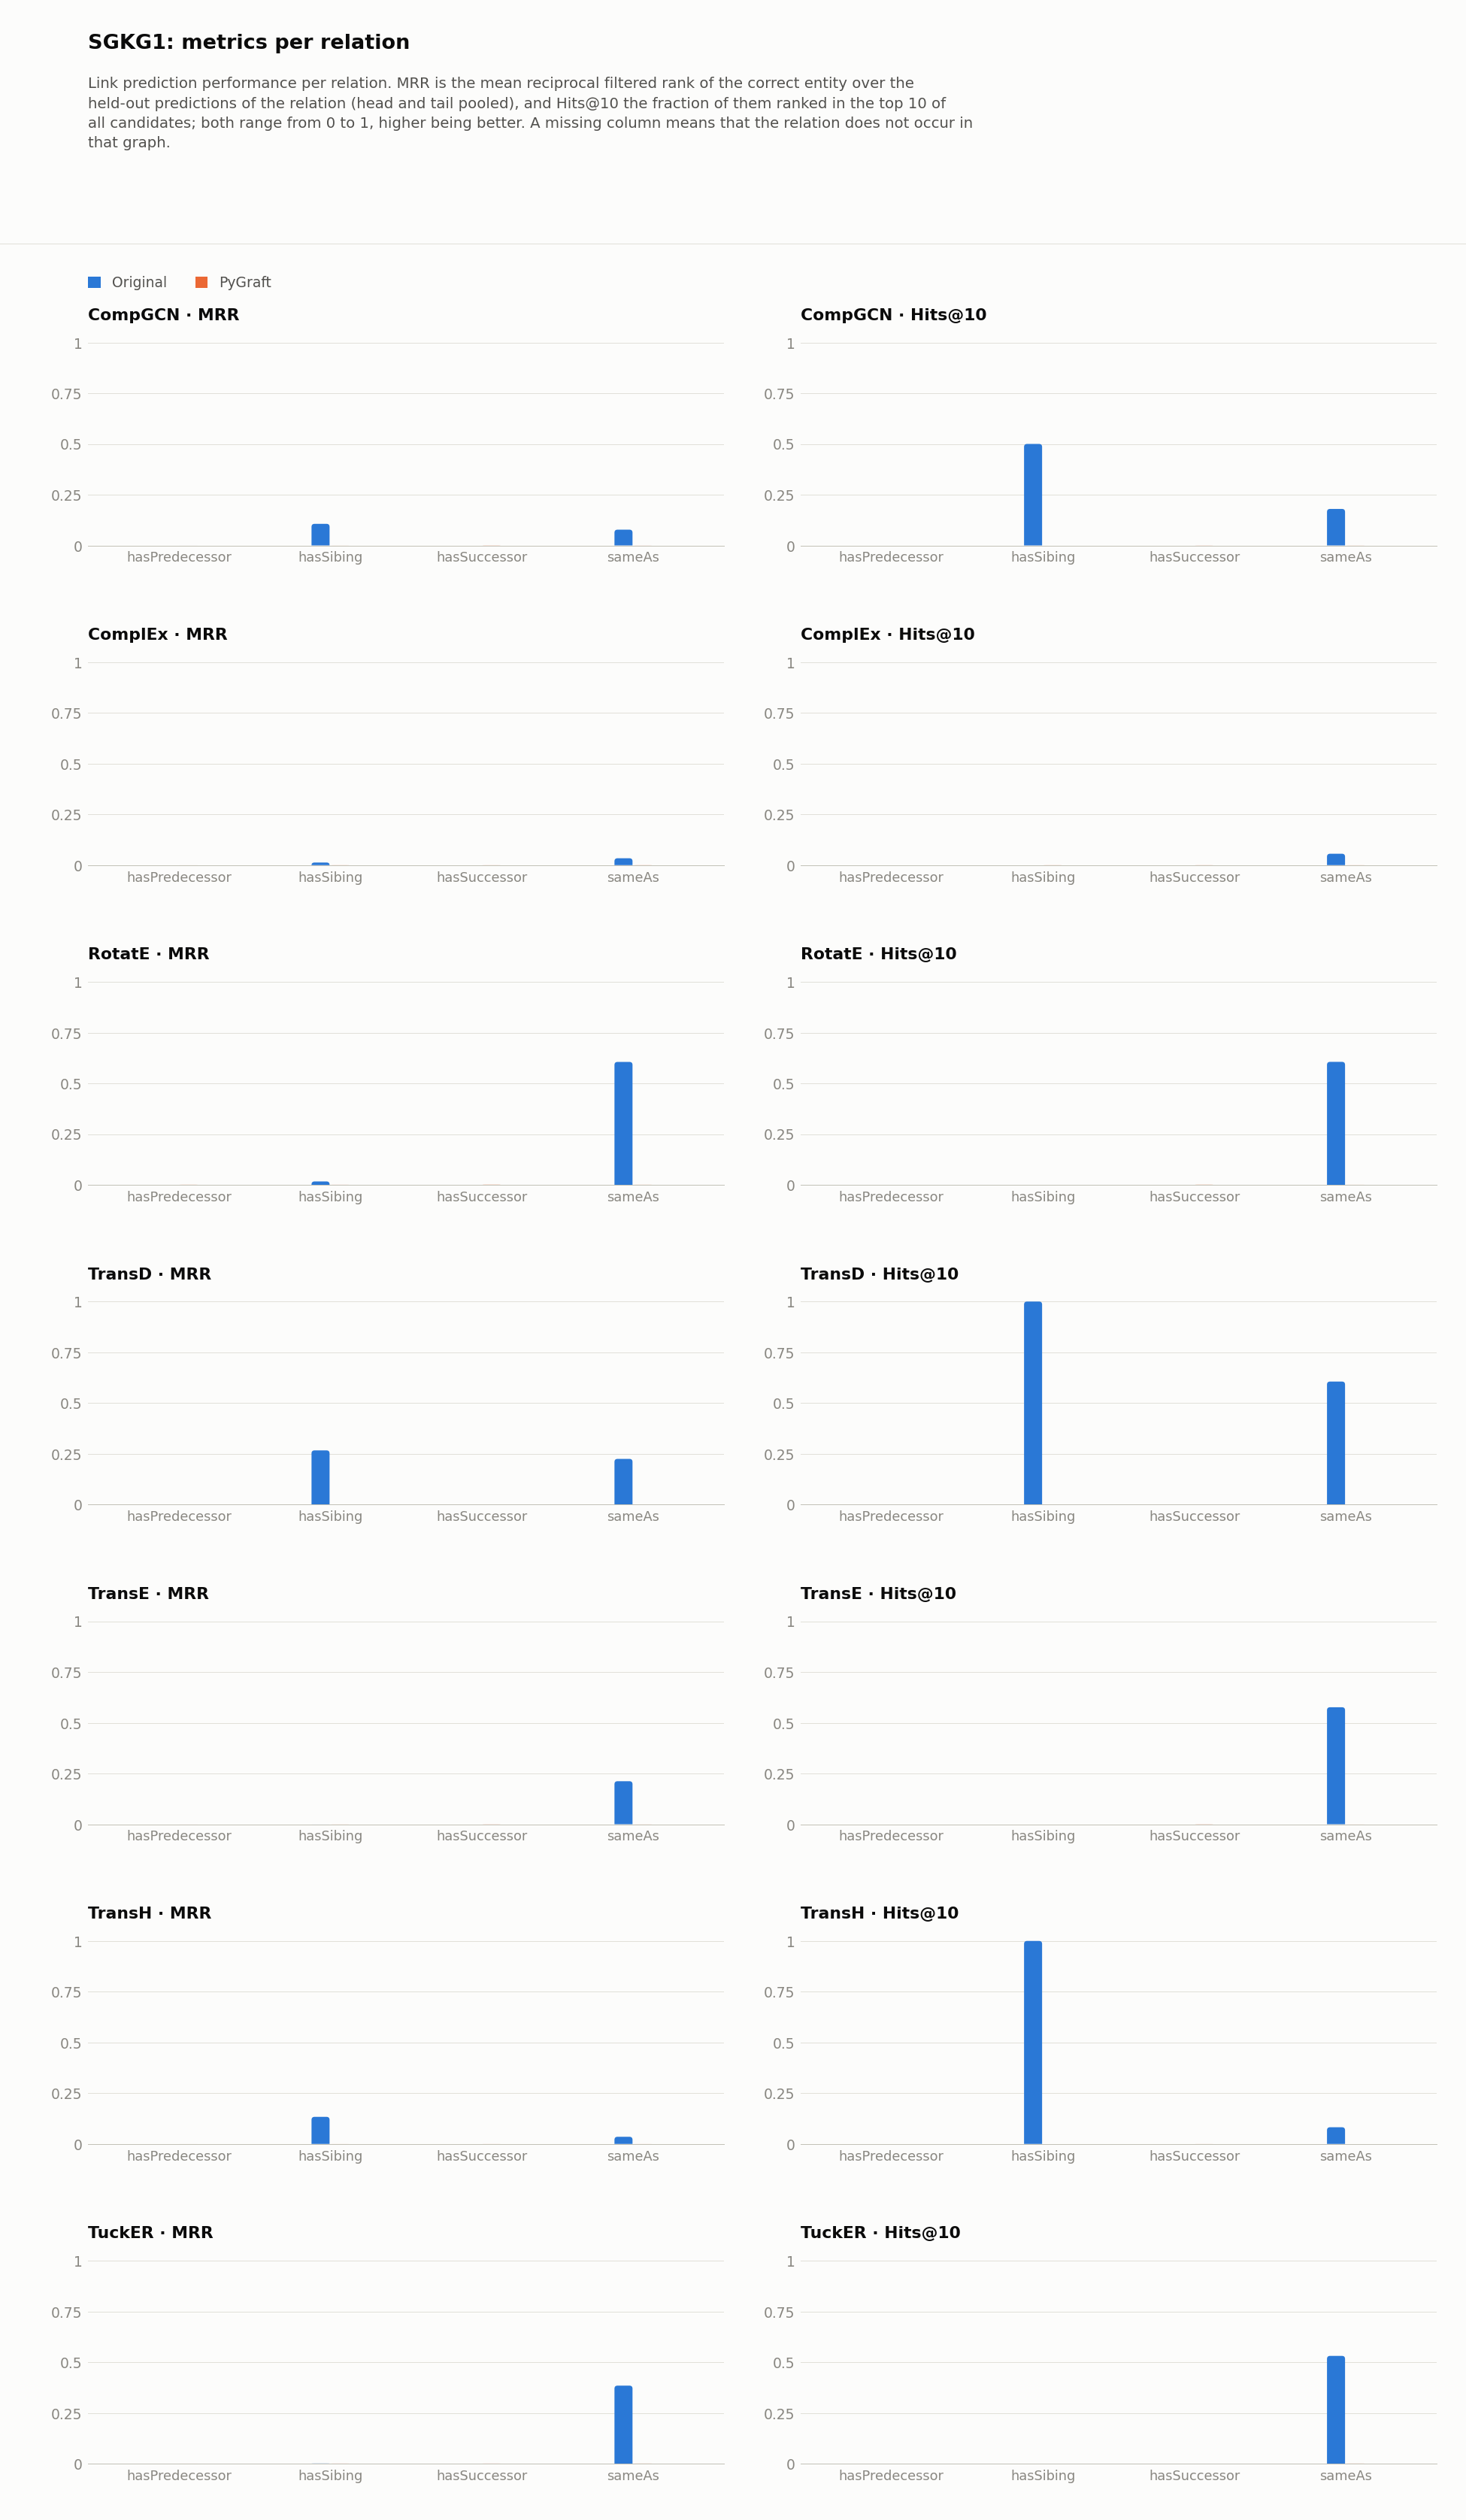 SGKG1: metrics per relation
Link prediction performance per relation. MRR is the mean reciprocal filtered rank of the correct entity over the
held-out predictions of the relation (head and tail pooled), and Hits@10 the fraction of them ranked in the top 10 of
all candidates; both range from 0 to 1, higher being better. A missing column means that the relation does not occur in
that graph.
Original PyGraft
CompGCN · MRR
1
0.75
0.5
0.25
0
hasPredecessor hasSibing hasSuccessor sameAs
CompGCN · Hits@10
1
0.75
0.5
0.25
0
hasPredecessor hasSibing hasSuccessor sameAs
ComplEx · MRR
1
0.75
0.5
0.25
0
hasPredecessor hasSibing hasSuccessor sameAs
ComplEx · Hits@10
1
0.75
0.5
0.25
0
hasPredecessor hasSibing hasSuccessor sameAs
RotatE · MRR
1
0.75
0.5
0.25
0
hasPredecessor hasSibing hasSuccessor sameAs
RotatE · Hits@10
1
0.75
0.5
0.25
0
hasPredecessor hasSibing hasSuccessor sameAs
TransD · MRR
1
0.75
0.5
0.25
0
hasPredecessor hasSibing hasSuccessor sameAs
TransD · Hits@10
1
0.75
0.5
0.25
0
hasPredecessor hasSibing hasSuccessor sameAs
TransE · MRR
1
0.75
0.5
0.25
0
hasPredecessor hasSibing hasSuccessor sameAs
TransE · Hits@10
1
0.75
0.5
0.25
0
hasPredecessor hasSibing hasSuccessor sameAs
TransH · MRR
1
0.75
0.5
0.25
0
hasPredecessor hasSibing hasSuccessor sameAs
TransH · Hits@10
1
0.75
0.5
0.25
0
hasPredecessor hasSibing hasSuccessor sameAs
TuckER · MRR
1
0.75
0.5
0.25
0
hasPredecessor hasSibing hasSuccessor sameAs
TuckER · Hits@10
1
0.75
0.5
0.25
0
hasPredecessor hasSibing hasSuccessor sameAs